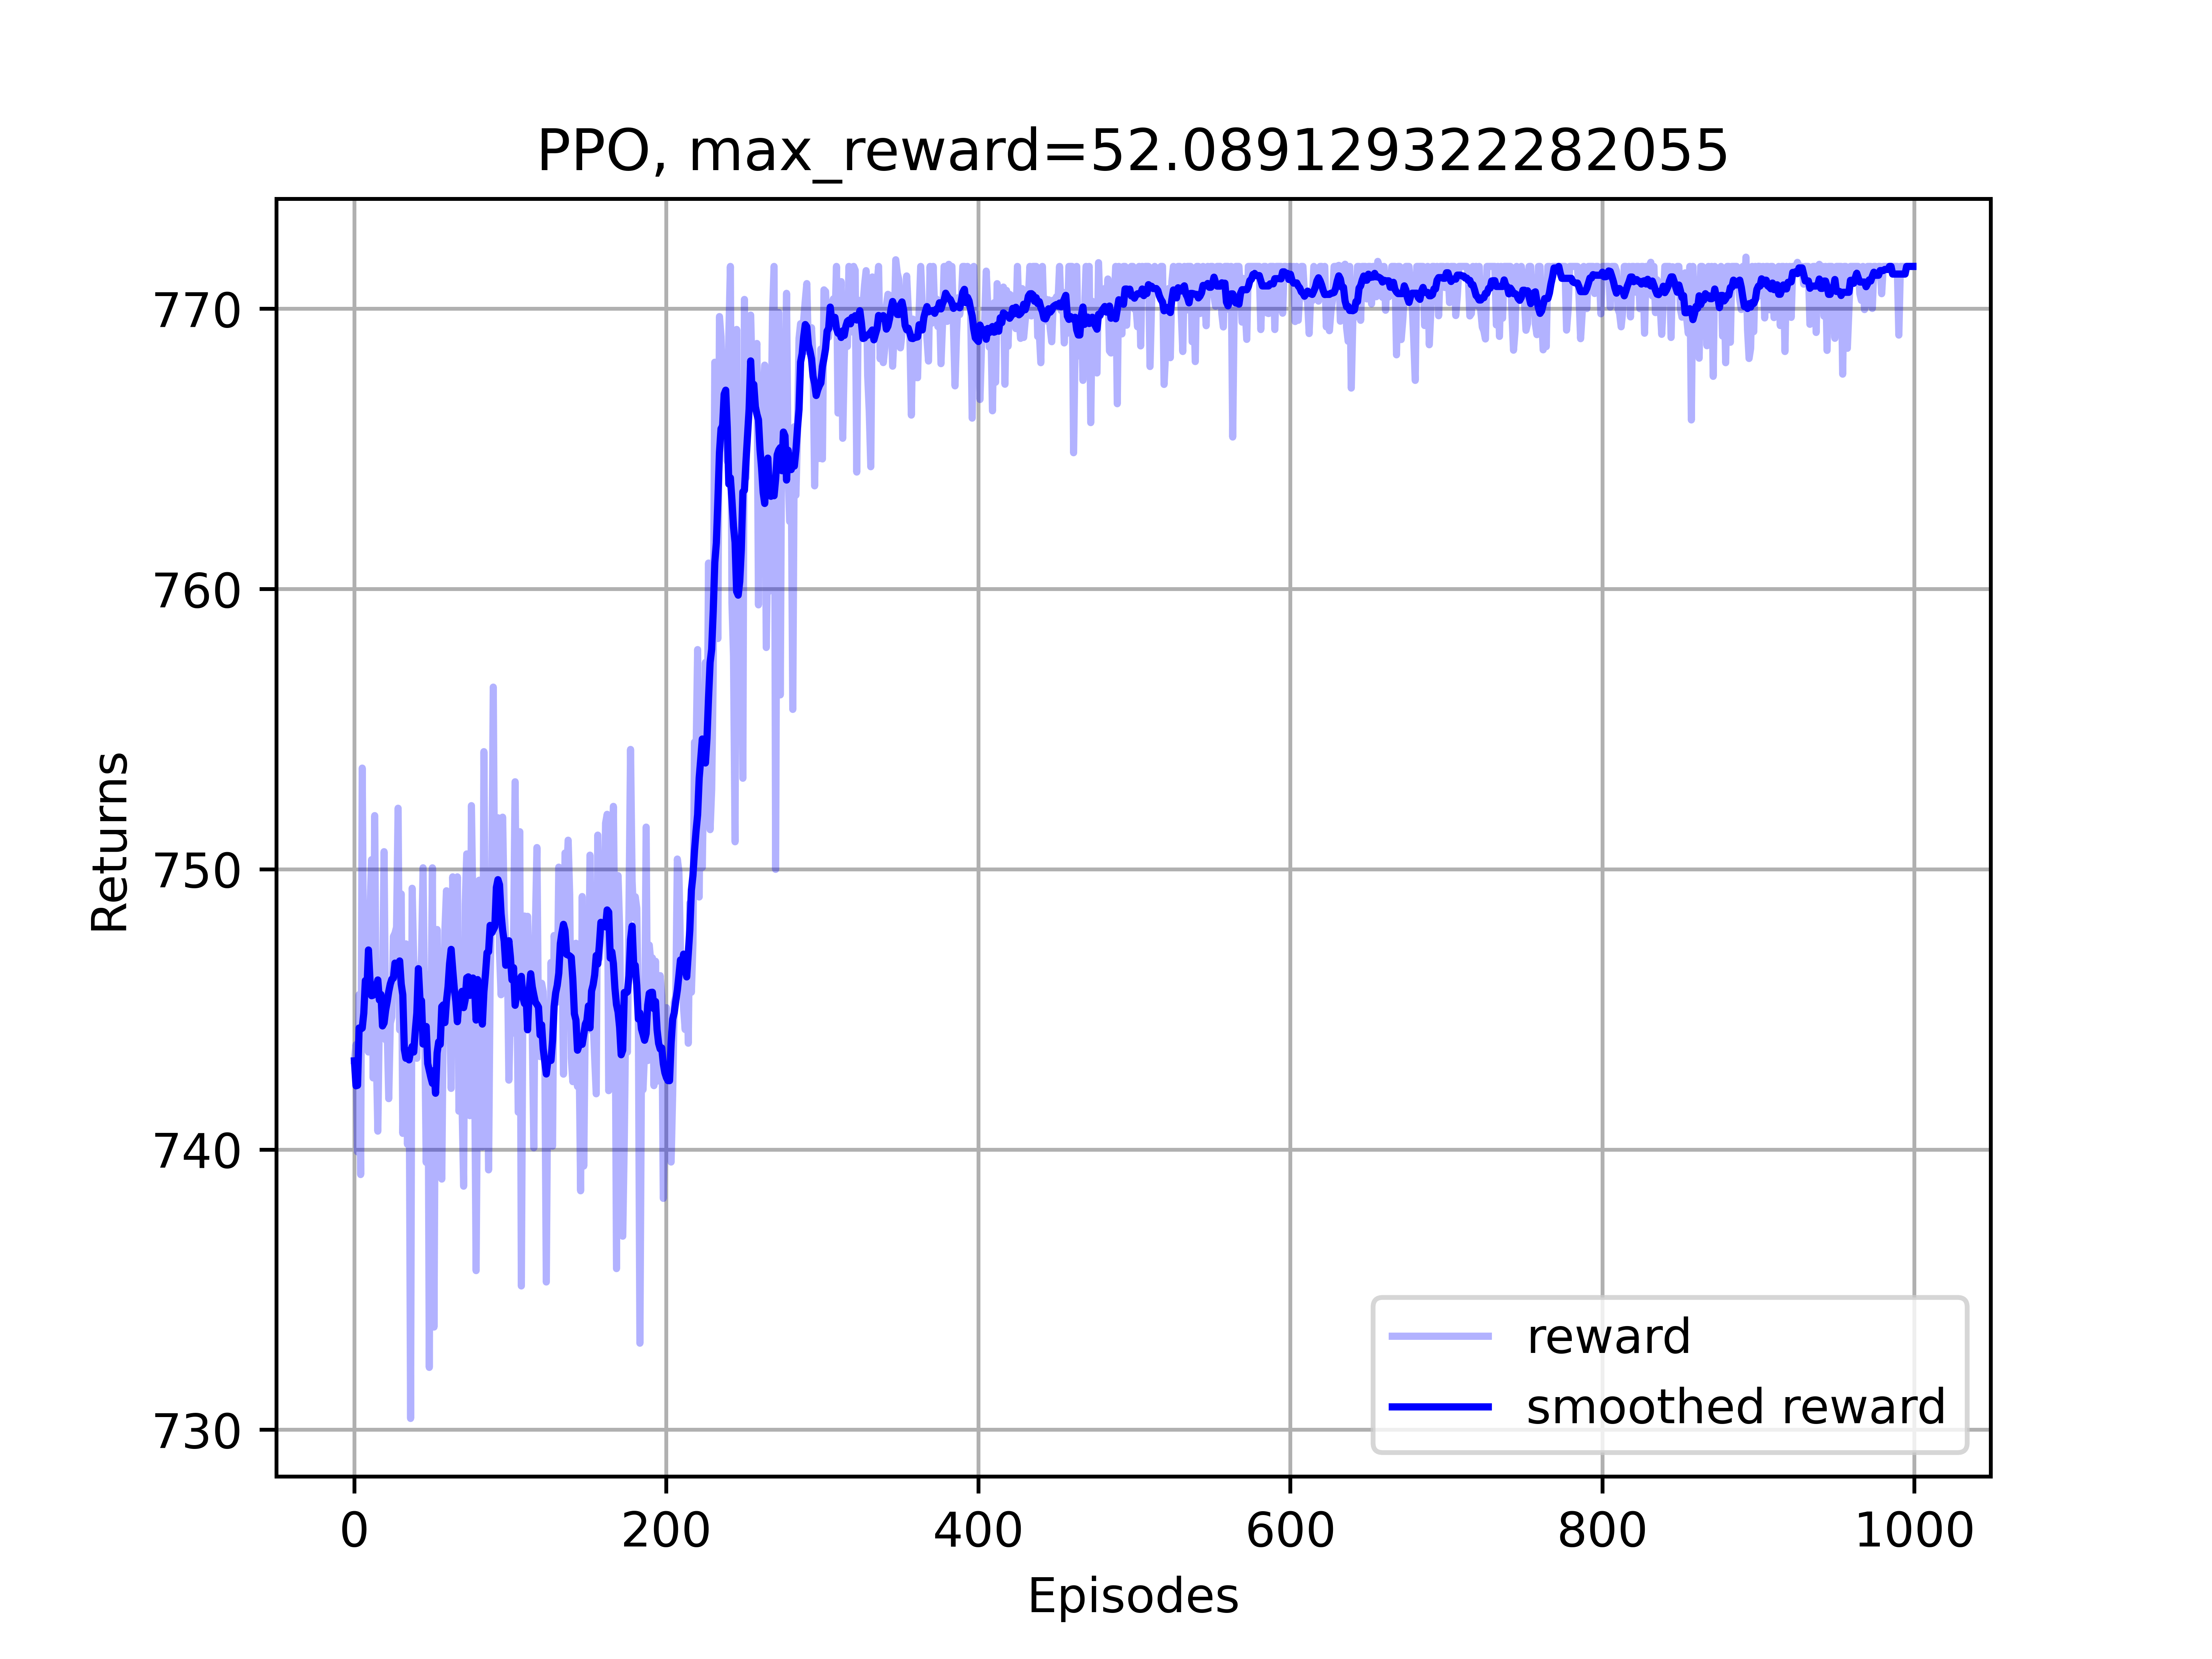 PPO, max_reward=52.089129322282055
770
760
750
740
730
Returns
0 200 400 600 800 1000
Episodes
reward
smoothed reward